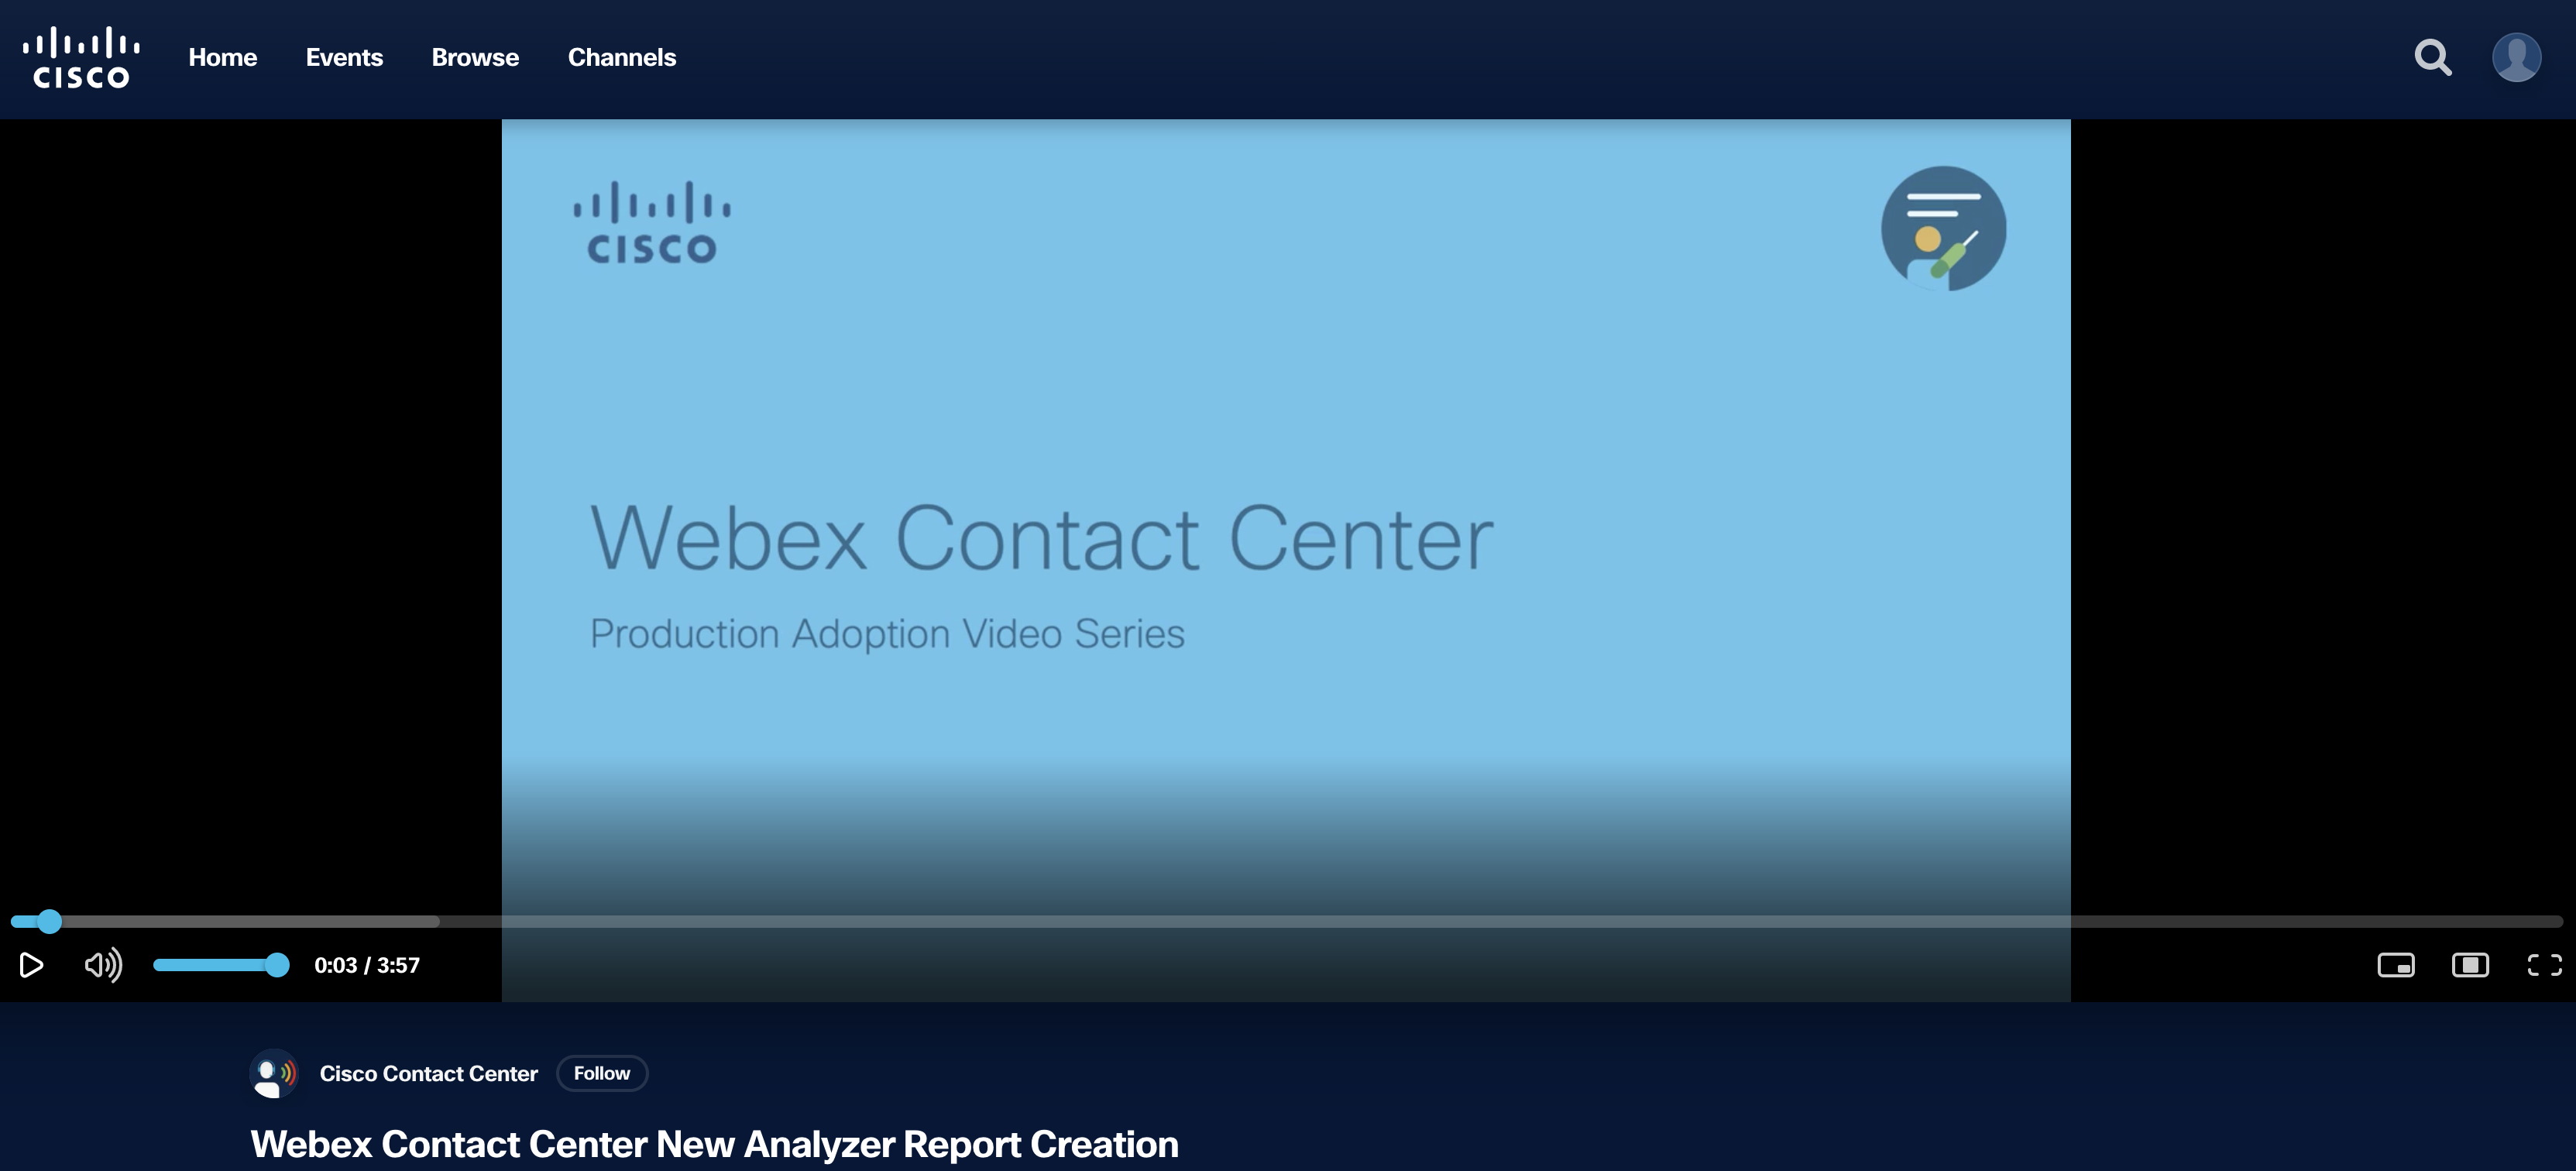 CISCO
Home Events Browse Channels
CISCO
Webex Contact Center
Production Adoption Video Series
0:03 / 3:57
Cisco Contact Center Follow
Webex Contact Center New Analyzer Report Creation